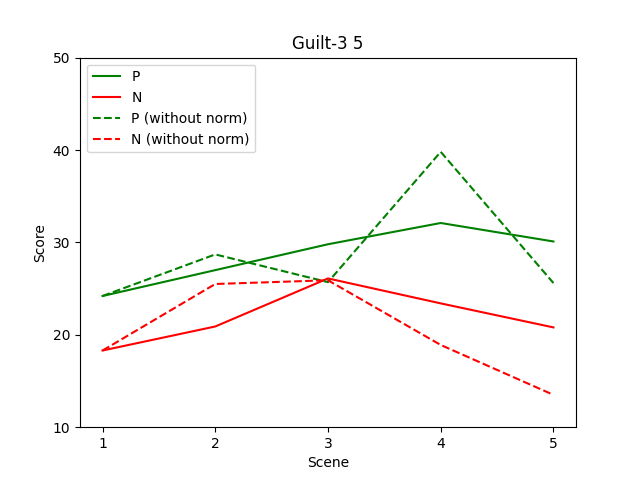 Guilt-3 5
50
P
N
P (without norm)
N (without norm)
40
30
20
10
Score
1 2 3 4 5
Scene